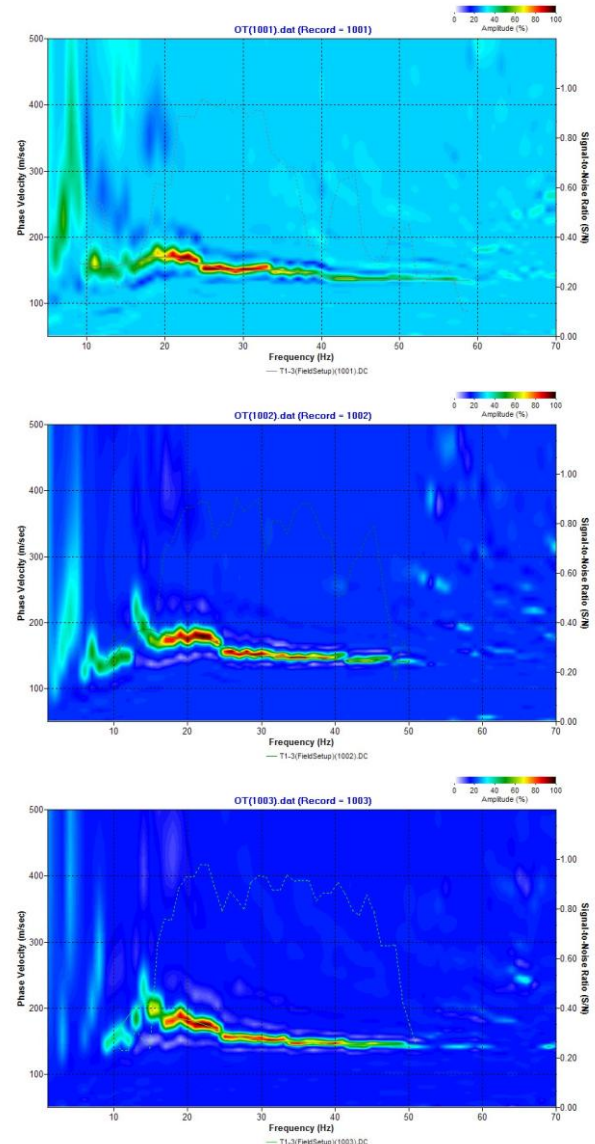 0 20 40 60 80 100
Amplitude (%)
OT(1001).dat (Record = 1001)
Phase Velocity (m/sec)
500
400
300
200
100
1.00
0.80
0.60
0.40
0.20
0.00
Signal-to-Noise Ratio (S/N)
10 20 30 40 50 60 70
Frequency (Hz)
T1-3(FieldSetup)(1001).DC
0 20 40 60 80 100
Amplitude (%)
OT(1002).dat (Record = 1002)
Phase Velocity (m/sec)
500
400
300
200
100
1.00
0.80
0.60
0.40
0.20
0.00
Signal-to-Noise Ratio (S/N)
10 20 30 40 50 60 70
Frequency (Hz)
T1-3(FieldSetup)(1002).DC
0 20 40 60 80 100
Amplitude (%)
OT(1003).dat (Record = 1003)
Phase Velocity (m/sec)
500
400
300
200
100
1.00
0.80
0.60
0.40
0.20
0.00
Signal-to-Noise Ratio (S/N)
10 20 30 40 50 60 70
Frequency (Hz)
T1-3(FieldSetup)(1003).DC